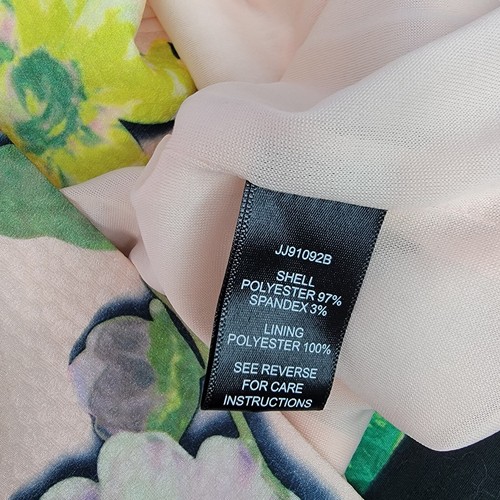 JJ91092B
SHELL
POLYESTER 97%
SPANDEX 3%
LINING
POLYESTER 100%
SEE REVERSE
FOR CARE
INSTRUCTIONS